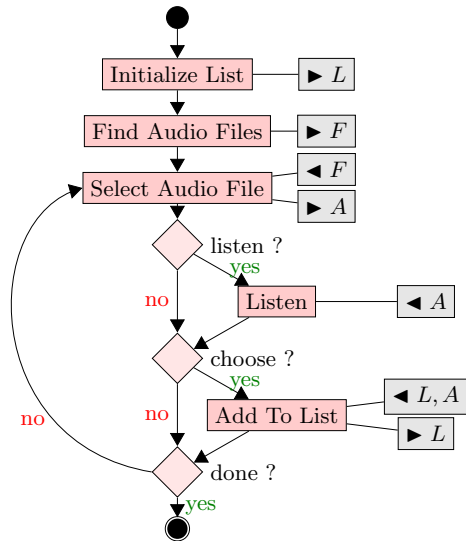 Initialize List
► L
Find Audio Files
► F
◄ F
Select Audio File
► A
listen ?
yes
no
Listen
◄ A
choose ?
yes
no
◄ L, A
Add To List
► L
no
done ?
yes